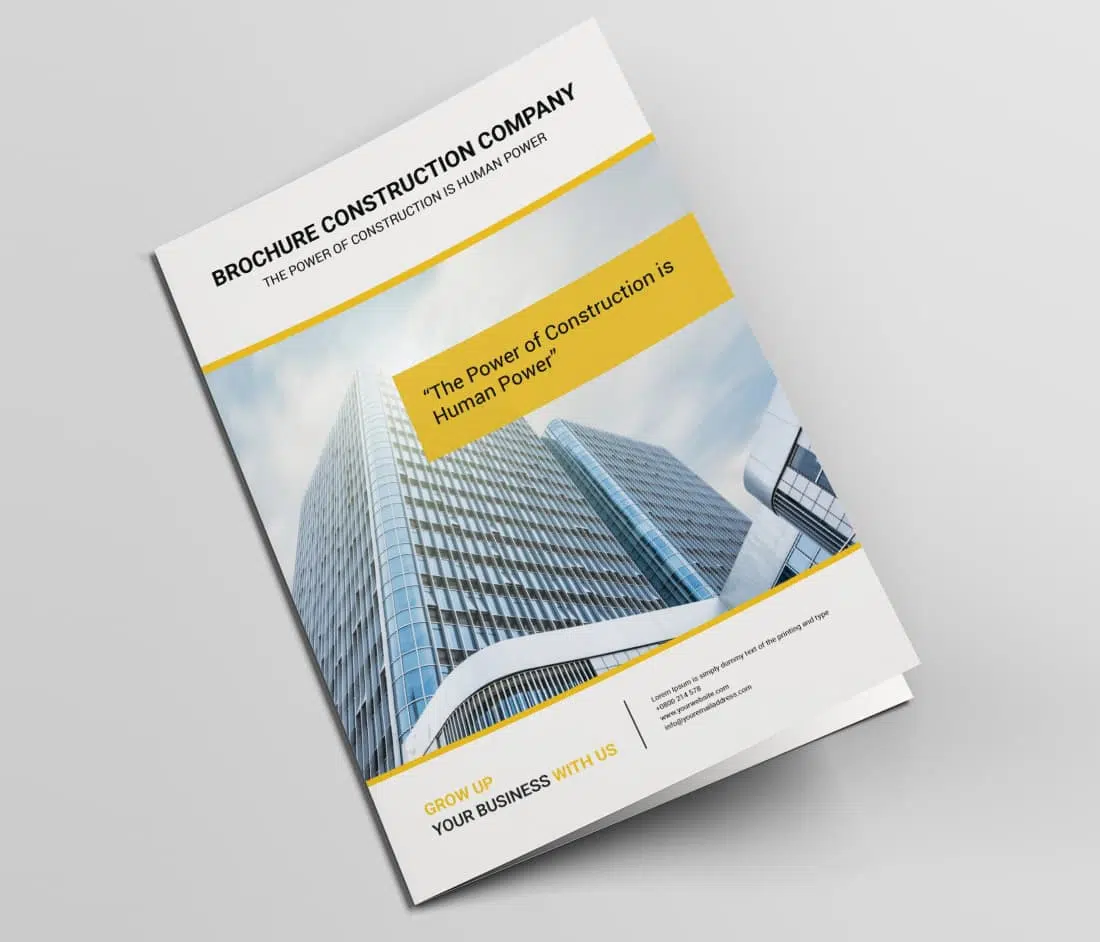 BROCHURE CONSTRUCTION COMPANY
THE POWER OF CONSTRUCTION IS HUMAN POWER
“The Power of Construction is
Human Power”
Lorem Ipsum is simply dummy text of the printing and type
+0800 214 578
www.yourwebsite.com
info@youremailaddress.com
GROW UP
YOUR BUSINESS WITH US